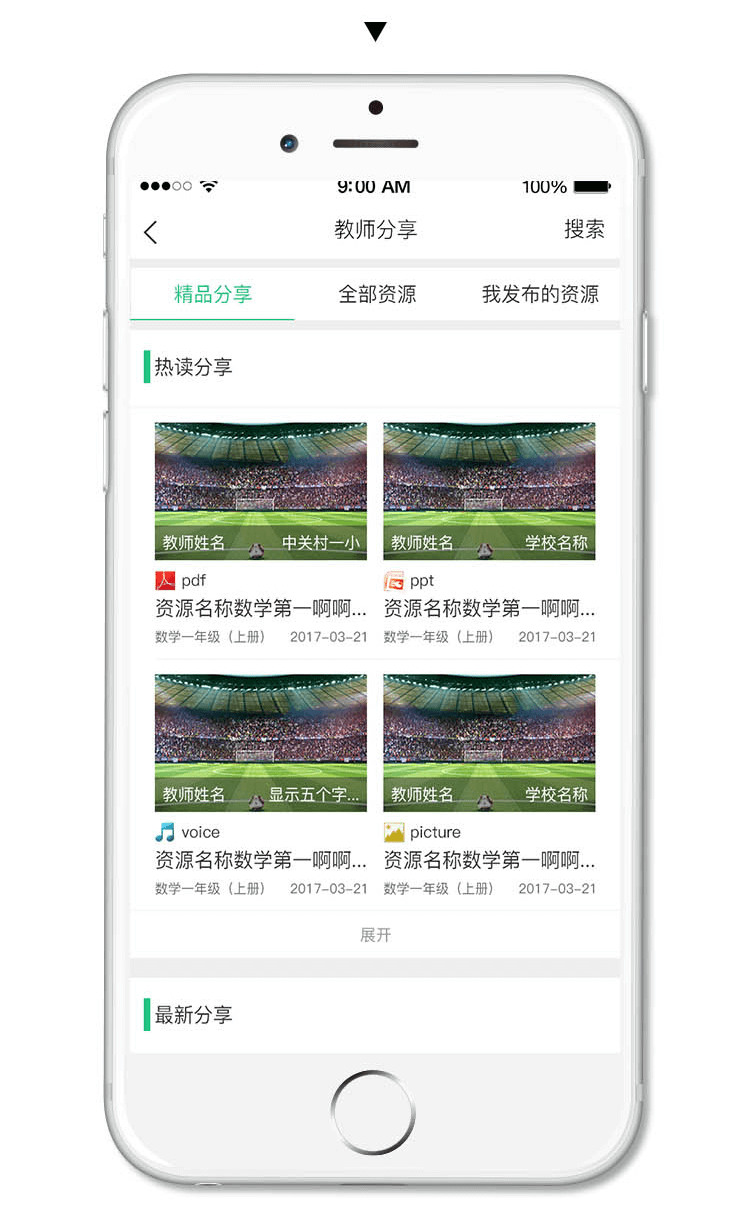 9:00 AM 100%
教师分享 搜索
精品分享 全部资源 我发布的资源
热读分享
教师姓名 中关村一小 教师姓名 学校名称
pdf ppt
资源名称数学第一啊啊... 资源名称数学第一啊啊...
数学一年级（上册） 2017-03-21 数学一年级（上册） 2017-03-21
教师姓名 显示五个字... 教师姓名 学校名称
voice picture
资源名称数学第一啊啊... 资源名称数学第一啊啊...
数学一年级（上册） 2017-03-21 数学一年级（上册） 2017-03-21
展开
最新分享